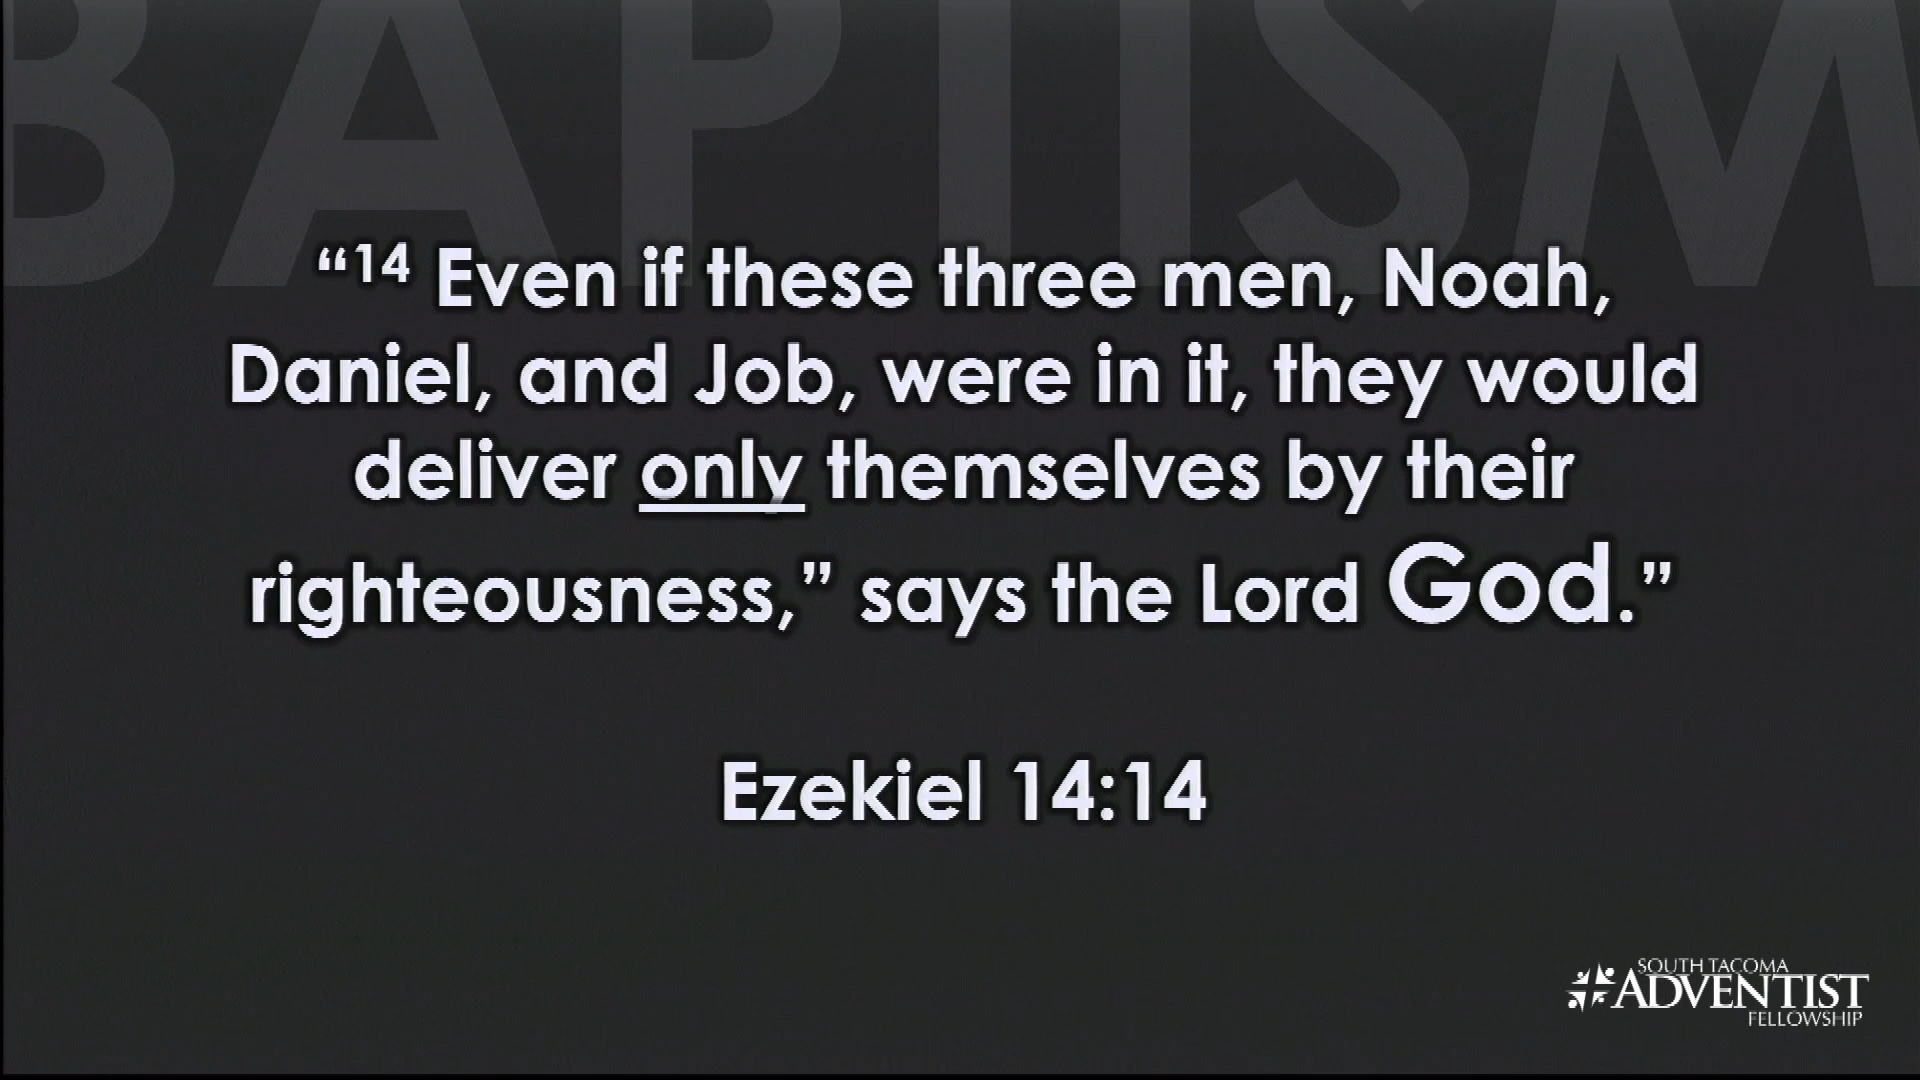 BAPTISM
“14 Even if these three men, Noah,
Daniel, and Job, were in it, they would
deliver only themselves by their
righteousness,” says the Lord God.”
Ezekiel 14:14
SOUTH TACOMA
ADVENTIST
FELLOWSHIP